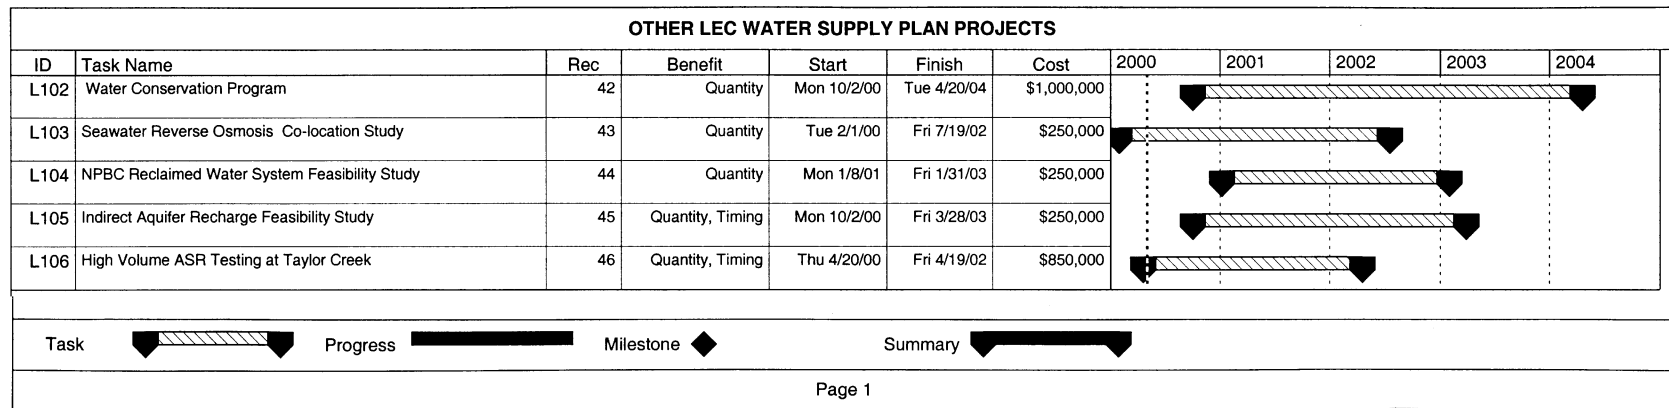 OTHER LEC WATER SUPPLY PLAN PROJECTS
ID Task Name Rec Benefit Start Finish Cost 2000 2001 2002 2003 2004
L102 Water Conservation Program 42 Quantity Mon 10/2/00 Tue 4/20/04 $1,000,000
L103 Seawater Reverse Osmosis Co-location Study 43 Quantity Tue 2/1/00 Fri 7/19/02 $250,000
L104 NPBC Reclaimed Water System Feasibility Study 44 Quantity Mon 1/8/01 Fri 1/31/03 $250,000
L105 Indirect Aquifer Recharge Feasibility Study 45 Quantity, Timing Mon 10/2/00 Fri 3/28/03 $250,000
L106 High Volume ASR Testing at Taylor Creek 46 Quantity, Timing Thu 4/20/00 Fri 4/19/02 $850,000
Task Progress Milestone Summary
Page 1